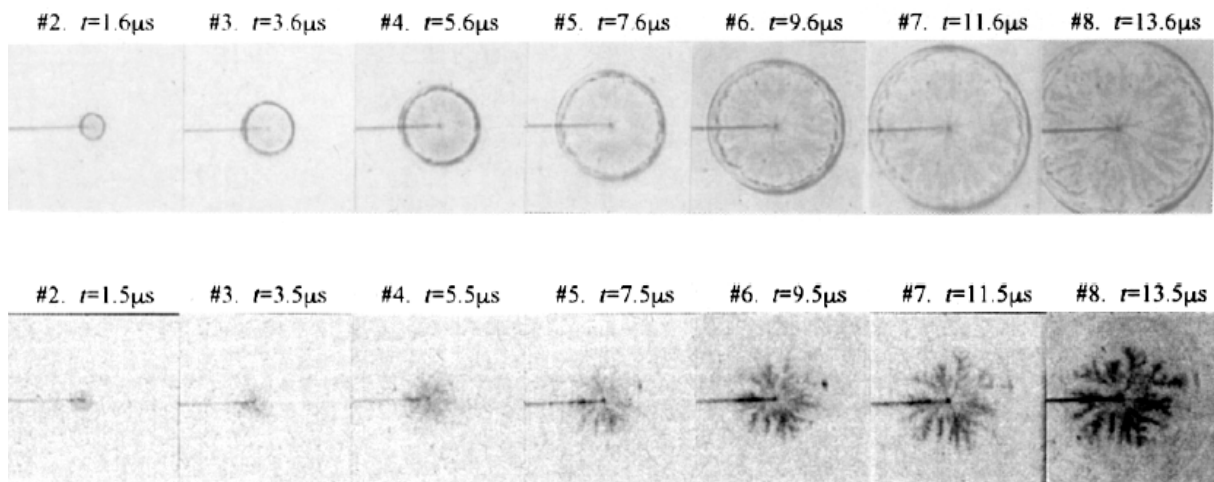 #2. t=1.6μs #3. t=3.6μs #4. t=5.6μs #5. t=7.6μs #6. t=9.6μs #7. t=11.6μs #8. t=13.6μs
#2. t=1.5μs #3. t=3.5μs #4. t=5.5μs #5. t=7.5μs #6. t=9.5μs #7. t=11.5μs #8. t=13.5μs